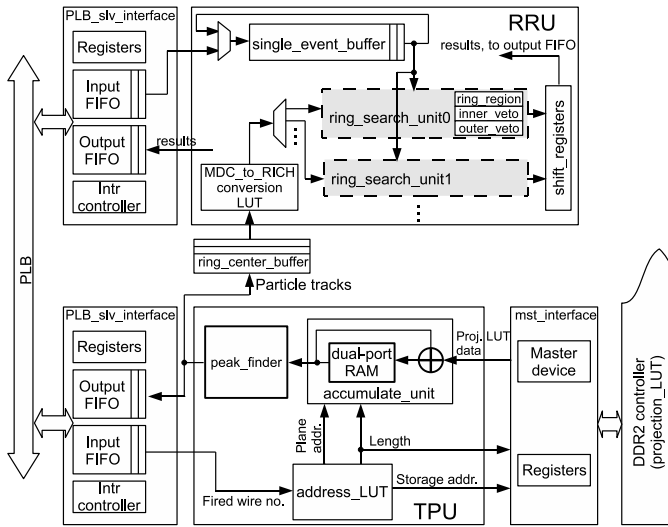 PLB_slv_interface
Registers
Input
FIFO
Output
FIFO
Intr
controller
PLB
RRU
single_event_buffer
results, to output FIFO
ring_search_unit0
ring_region
inner_veto
outer_veto
ring_search_unit1
shift_registers
results
MDC_to_RICH
conversion
LUT
ring_center_buffer
Particle tracks
PLB_slv_interface
Registers
Output
FIFO
Input
FIFO
Intr
controller
peak_finder
dual-port
RAM
accumulate_unit
Proj. LUT
data
Plane
addr.
Length
address_LUT
Fired wire no.
Storage addr.
TPU
mst_interface
Master
device
Registers
DDR2 controller
(projection_LUT)